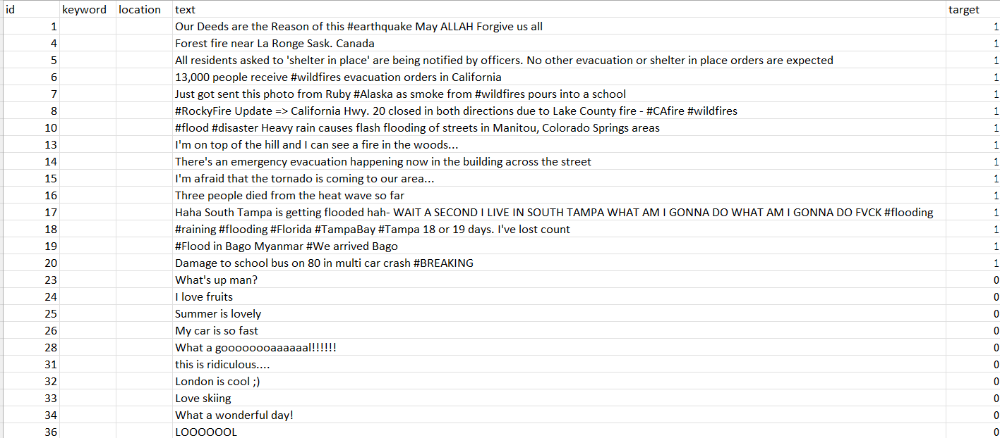 id keyword location text target
1 Our Deeds are the Reason of this #earthquake May ALLAH Forgive us all 1
4 Forest fire near La Ronge Sask. Canada 1
5 All residents asked to 'shelter in place' are being notified by officers. No other evacuation or shelter in place orders are expected 1
6 13,000 people receive #wildfires evacuation orders in California 1
7 Just got sent this photo from Ruby #Alaska as smoke from #wildfires pours into a school 1
8 #RockyFire Update => California Hwy. 20 closed in both directions due to Lake County fire - #CAfire #wildfires 1
10 #flood #disaster Heavy rain causes flash flooding of streets in Manitou, Colorado Springs areas 1
13 I'm on top of the hill and I can see a fire in the woods... 1
14 There's an emergency evacuation happening now in the building across the street 1
15 I'm afraid that the tornado is coming to our area... 1
16 Three people died from the heat wave so far 1
17 Haha South Tampa is getting flooded hah- WAIT A SECOND I LIVE IN SOUTH TAMPA WHAT AM I GONNA DO WHAT AM I GONNA DO FVCK #flooding 1
18 #raining #flooding #Florida #TampaBay #Tampa 18 or 19 days. I've lost count 1
19 #Flood in Bago Myanmar #We arrived Bago 1
20 Damage to school bus on 80 in multi car crash #BREAKING 1
23 What's up man? 0
24 I love fruits 0
25 Summer is lovely 0
26 My car is so fast 0
28 What a goooooooaaaaaal!!!!!! 0
31 this is ridiculous.... 0
32 London is cool ;) 0
33 Love skiing 0
34 What a wonderful day! 0
36 LOOOOOOL 0